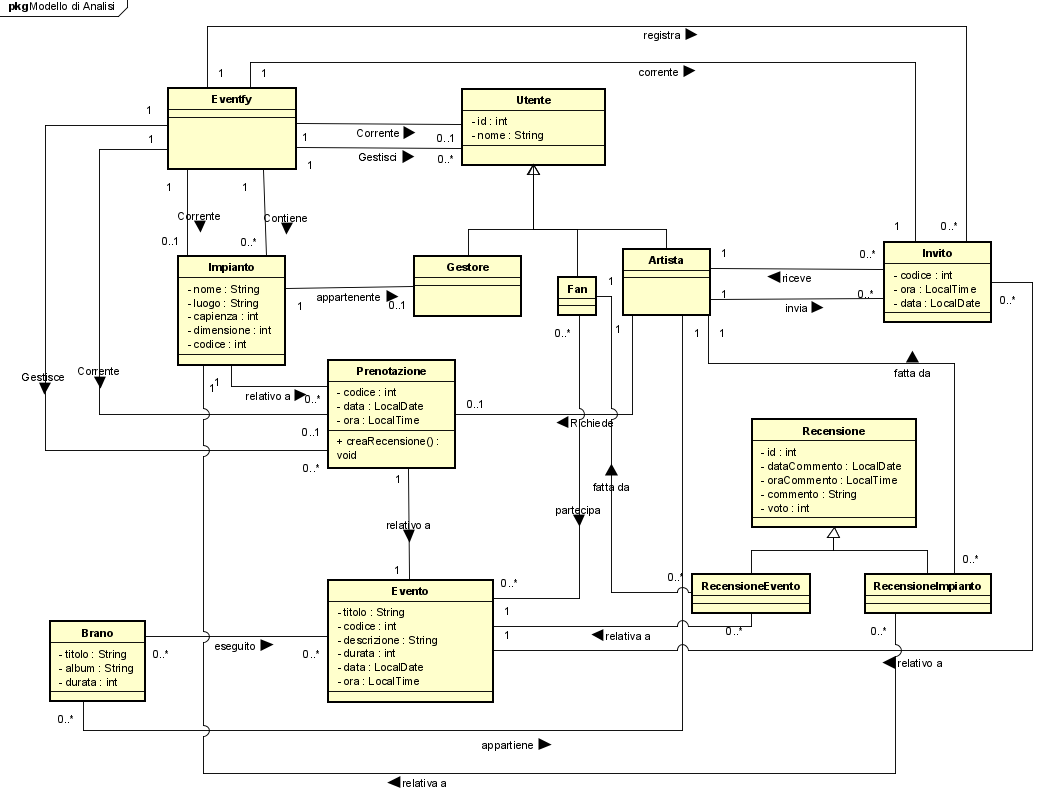 pkg Modello di Analisi
registra
corrente
1
1
Eventfy
1
1
Corrente
0..1
1
Gestisci
0..*
1
Utente
- id : int
- nome : String
1
1
Corrente
Contiene
0..1
0..*
Impianto
- nome : String
- luogo : String
- capienza : int
- dimensione : int
- codice : int
appartenente
1
0..1
Gestore
Fan
1
0..*
1
Artista
1
riceve
0..*
1
invia
0..*
1
1
1
0..*
Invito
- codice : int
- ora : LocalTime
- data : LocalDate
0..*
Gestisce
Corrente
1
1
relativo a
0..*
Prenotazione
- codice : int
- data : LocalDate
- ora : LocalTime
+ creaRecensione() :
void
0..1
0..*
0..1
Richiede
fatta da
fatta da
partecipa
Recensione
- id : int
- dataCommento : LocalDate
- oraCommento : LocalTime
- commento : String
- voto : int
1
relativo a
1
0..*
0..*
0..*
RecensioneEvento
RecensioneImpianto
Evento
- titolo : String
- codice : int
- descrizione : String
- durata : int
- data : LocalDate
- ora : LocalTime
1
1
relativa a
0..*
0..*
relativo a
Brano
- titolo : String
- album : String
- durata : int
0..*
eseguito
0..*
0..*
appartiene
relativa a